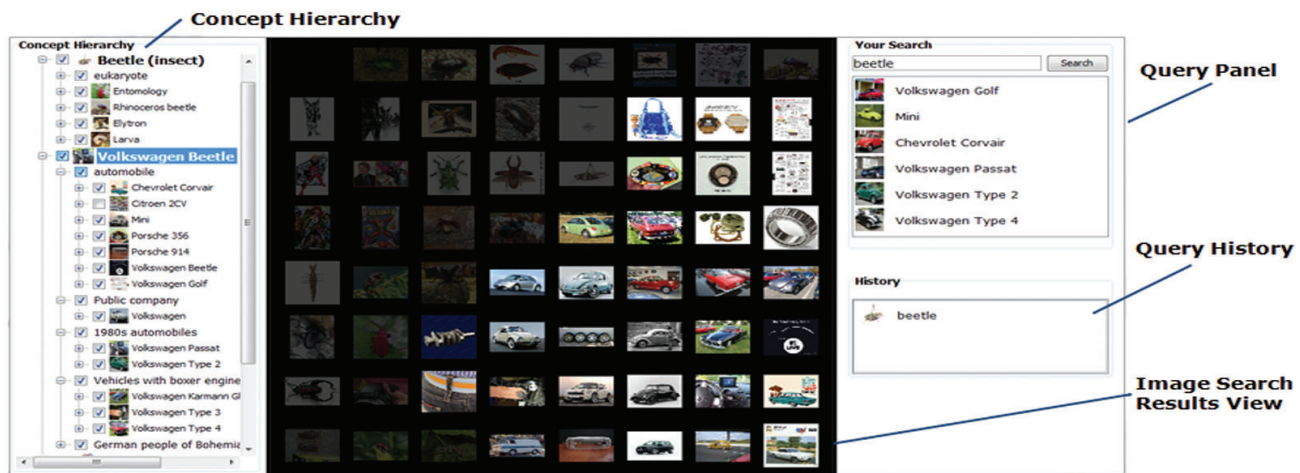 Concept Hierarchy
Concept Hierarchy
Beetle (insect)
eukaryote
Entomology
Rhinoceros beetle
Elytron
Larva
Volkswagen Beetle
automobile
Chevrolet Corvair
Citroen 2CV
Mini
Porsche 356
Porsche 914
Volkswagen Beetle
Volkswagen Golf
Public company
Volkswagen
1980s automobiles
Volkswagen Passat
Volkswagen Type 2
Vehicles with boxer engine
Volkswagen Karmann Gl
Volkswagen Type 3
Volkswagen Type 4
German people of Bohemia
Your Search
beetle
Search
Volkswagen Golf
Mini
Chevrolet Corvair
Volkswagen Passat
Volkswagen Type 2
Volkswagen Type 4
History
beetle
Query Panel
Query History
Image Search
Results View